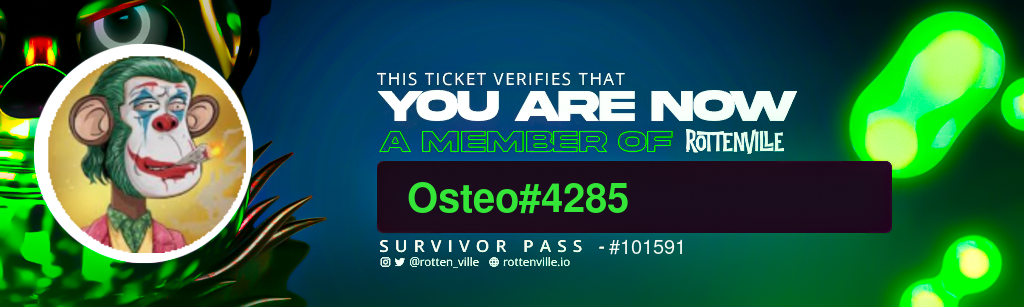 THIS TICKET VERIFIES THAT
YOU ARE NOW
A MEMBER OF ROTTENVILLE
Osteo#4285
SURVIVOR PASS - #101591
@rotten_ville rottenville.io